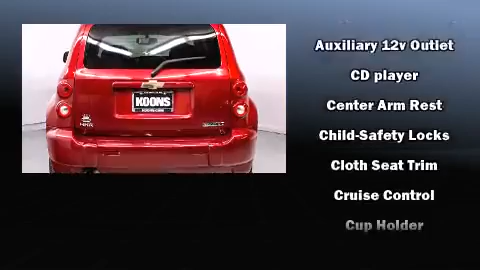 KOONS
HHR
Auxiliary 12v Outlet
CD player
Center Arm Rest
Child-Safety Locks
Cloth Seat Trim
Cruise Control
Cup Holder